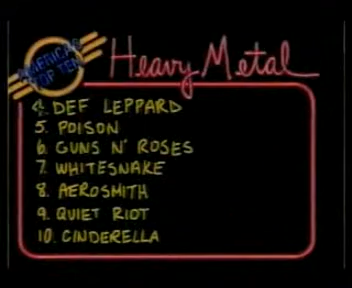 AMERICA'S
TOP TEN
Heavy Metal
4. DEF LEPPARD
5. POISON
6. GUNS N' ROSES
7. WHITESNAKE
8. AEROSMITH
9. QUIET RIOT
10. CINDERELLA